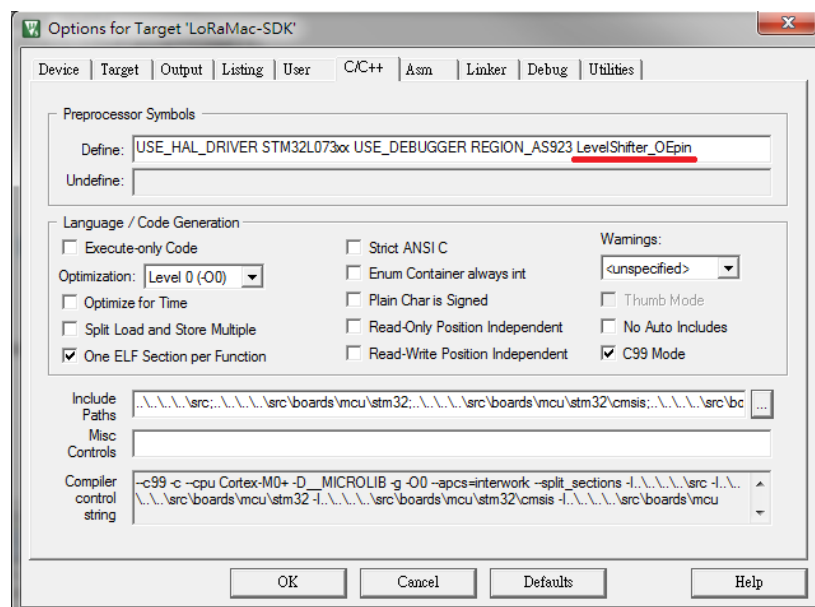 Options for Target 'LoRaMac-SDK'
Device Target Output Listing User C/C++ Asm Linker Debug Utilities
Preprocessor Symbols
Define: USE_HAL_DRIVER STM32L073xx USE_DEBUGGER REGION_AS923 LevelShifter_OEpin
Undefine:
Language / Code Generation
Execute-only Code
Optimization: Level 0 (-O0)
Optimize for Time
Split Load and Store Multiple
One ELF Section per Function
Strict ANSI C
Enum Container always int
Plain Char is Signed
Read-Only Position Independent
Read-Write Position Independent
Warnings:
<unspecified>
Thumb Mode
No Auto Includes
C99 Mode
Include
Paths
..\..\..\..\src;..\..\..\..\src\boards\mcu\stm32;..\..\..\..\src\boards\mcu\stm32\cmsis;..\..\..\..\src\bc
...
Misc
Controls
Compiler
control
string
--c99 -c --cpu Cortex-M0+ -D__MICROLIB -g -O0 --apcs=interwork --split_sections -I..\..\..\..\src -I..\..
\..\..\src\boards\mcu\stm32 -I..\..\..\..\src\boards\mcu\stm32\cmsis -I..\..\..\..\src\boards\mcu
OK Cancel Defaults Help